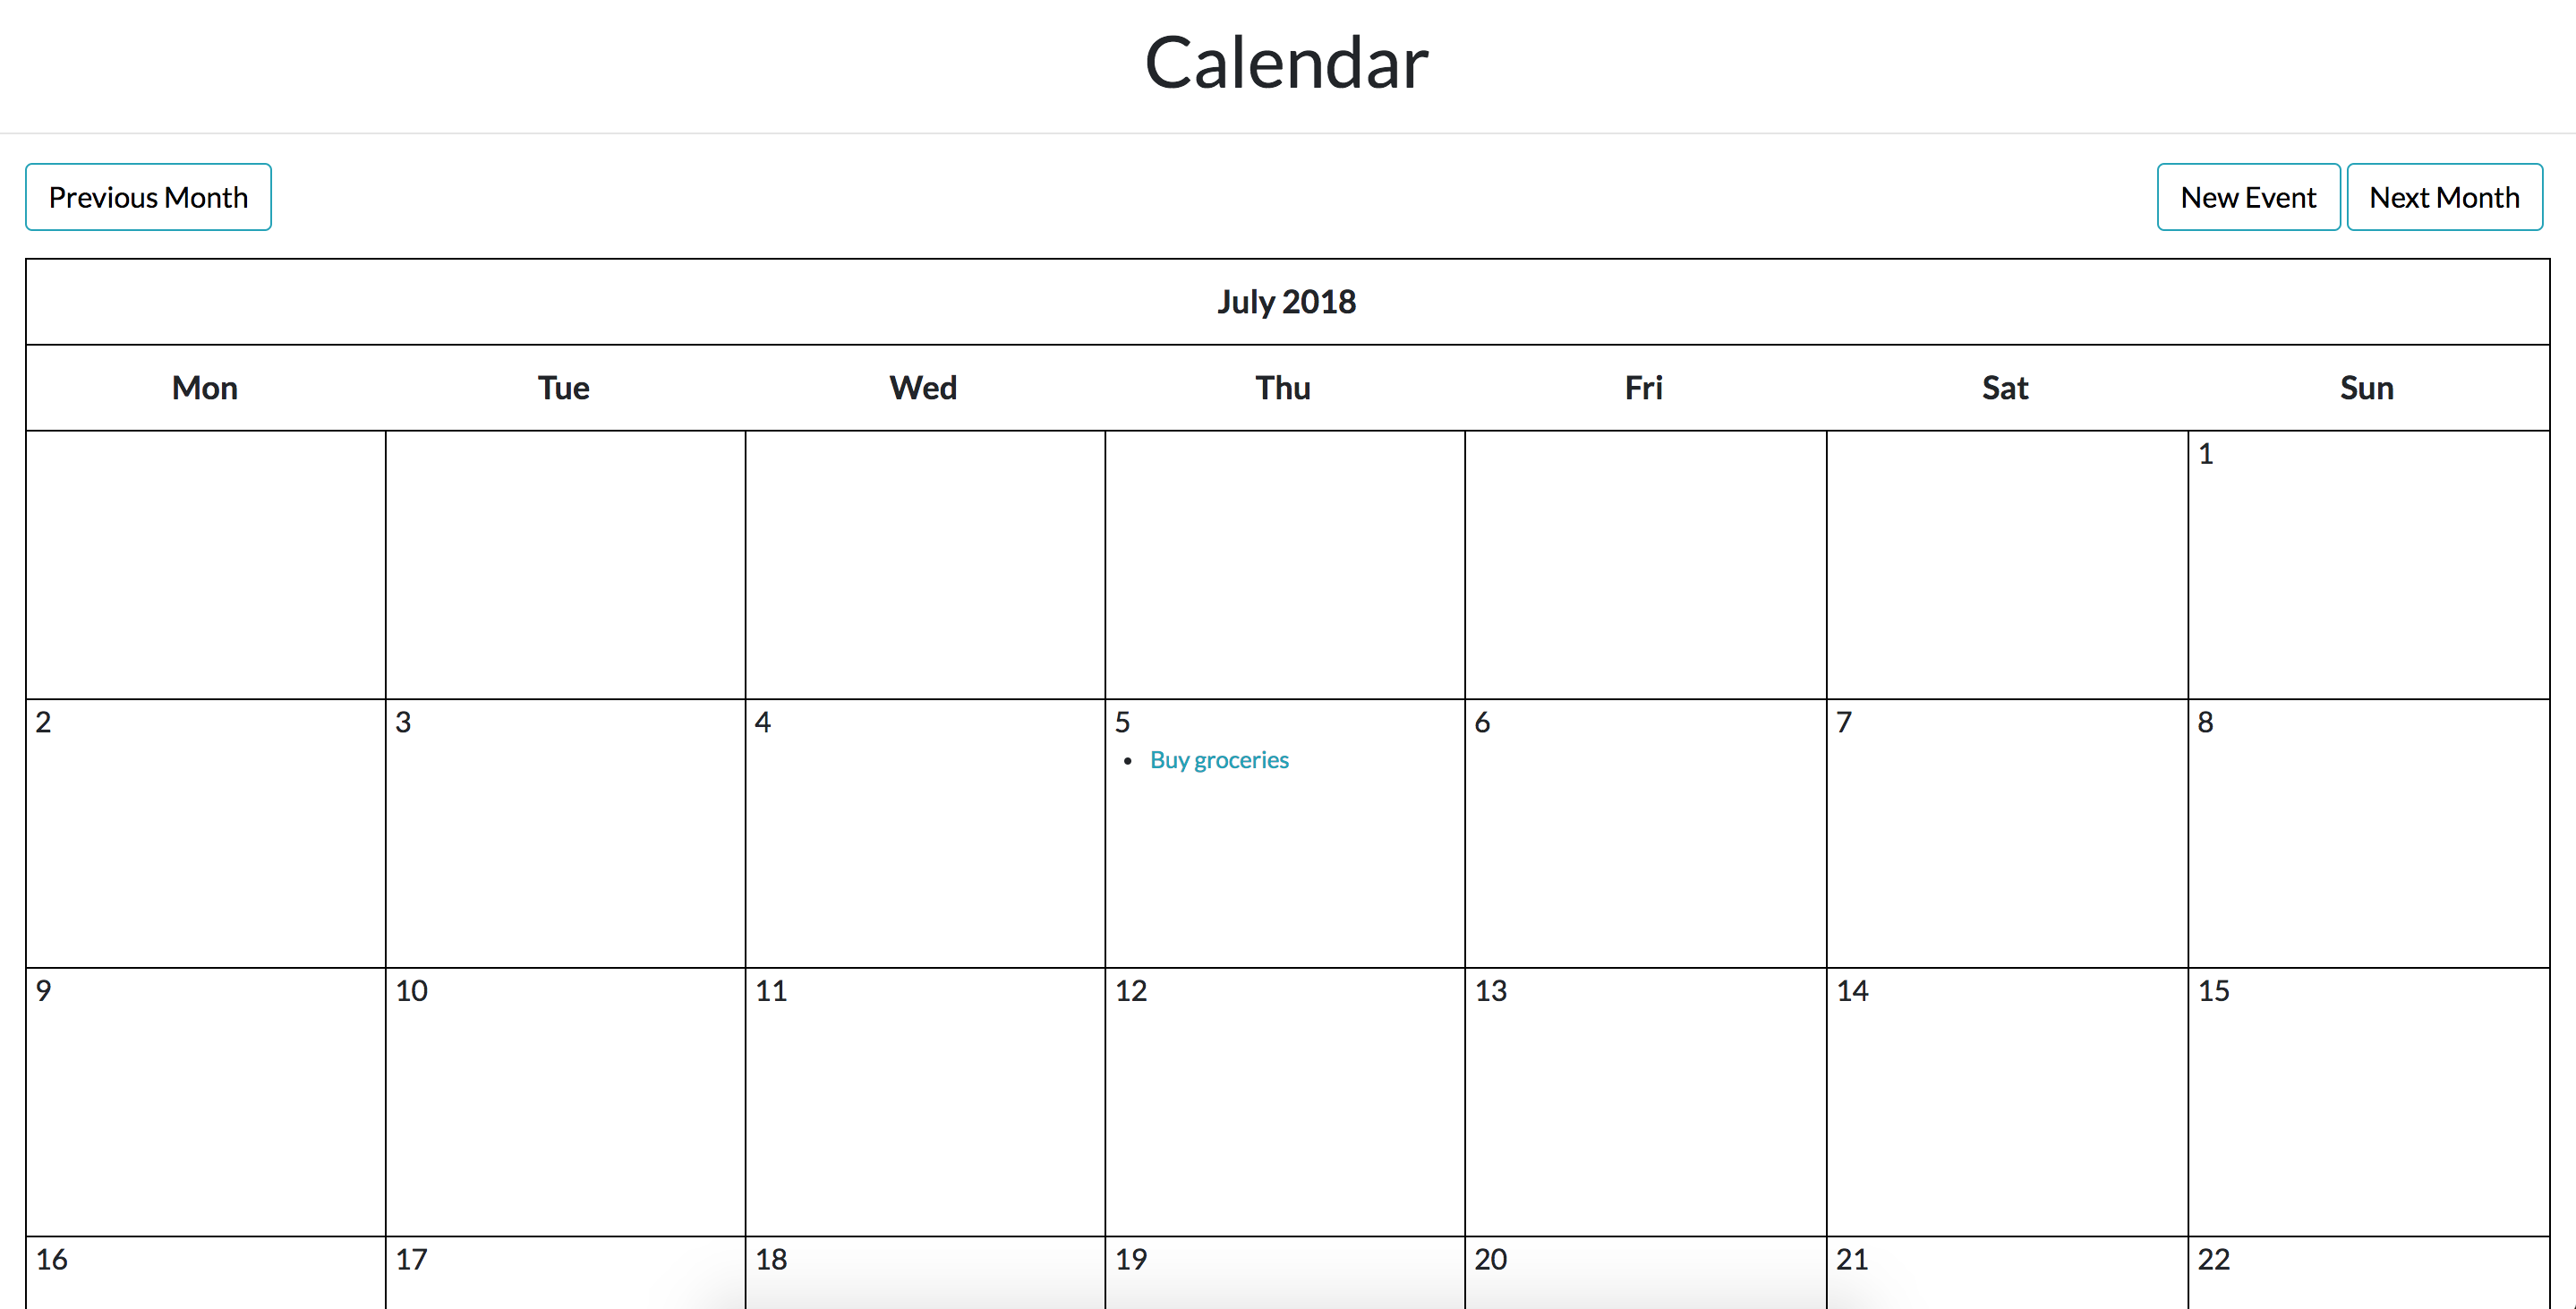 Calendar
Previous Month New Event Next Month
July 2018
Mon Tue Wed Thu Fri Sat Sun
1
2 3 4 5 6 7 8
• Buy groceries
9 10 11 12 13 14 15
16 17 18 19 20 21 22